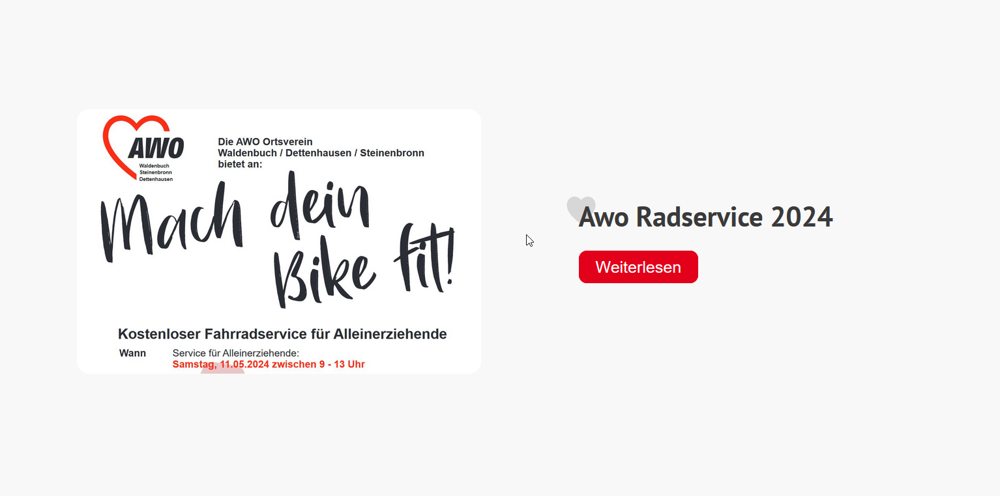 AWO
Waldenbuch
Steinenbronn
Dettenhausen
Die AWO Ortsverein
Waldenbuch / Dettenhausen / Steinenbronn
bietet an:
Mach dein
Bike fit!
Kostenloser Fahrradservice für Alleinerziehende
Wann Service für Alleinerziehende:
Samstag, 11.05.2024 zwischen 9 - 13 Uhr
Awo Radservice 2024
Weiterlesen